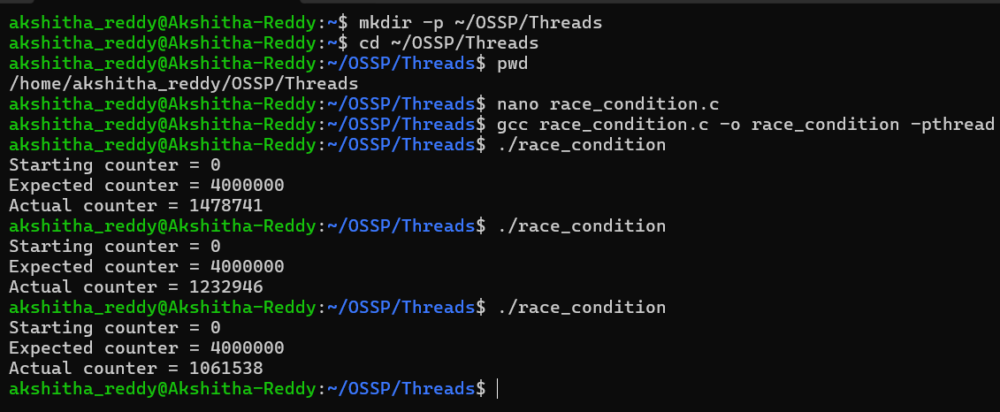 akshitha_reddy@Akshitha-Reddy:~$ mkdir -p ~/OSSP/Threads
akshitha_reddy@Akshitha-Reddy:~$ cd ~/OSSP/Threads
akshitha_reddy@Akshitha-Reddy:~/OSSP/Threads$ pwd
/home/akshitha_reddy/OSSP/Threads
akshitha_reddy@Akshitha-Reddy:~/OSSP/Threads$ nano race_condition.c
akshitha_reddy@Akshitha-Reddy:~/OSSP/Threads$ gcc race_condition.c -o race_condition -pthread
akshitha_reddy@Akshitha-Reddy:~/OSSP/Threads$ ./race_condition
Starting counter = 0
Expected counter = 4000000
Actual counter = 1478741
akshitha_reddy@Akshitha-Reddy:~/OSSP/Threads$ ./race_condition
Starting counter = 0
Expected counter = 4000000
Actual counter = 1232946
akshitha_reddy@Akshitha-Reddy:~/OSSP/Threads$ ./race_condition
Starting counter = 0
Expected counter = 4000000
Actual counter = 1061538
akshitha_reddy@Akshitha-Reddy:~/OSSP/Threads$